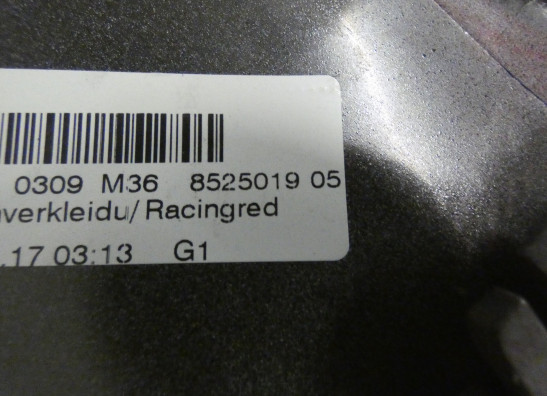 0309 M36 8525019 05
verkleidu/ Racingred
.17 03:13 G1